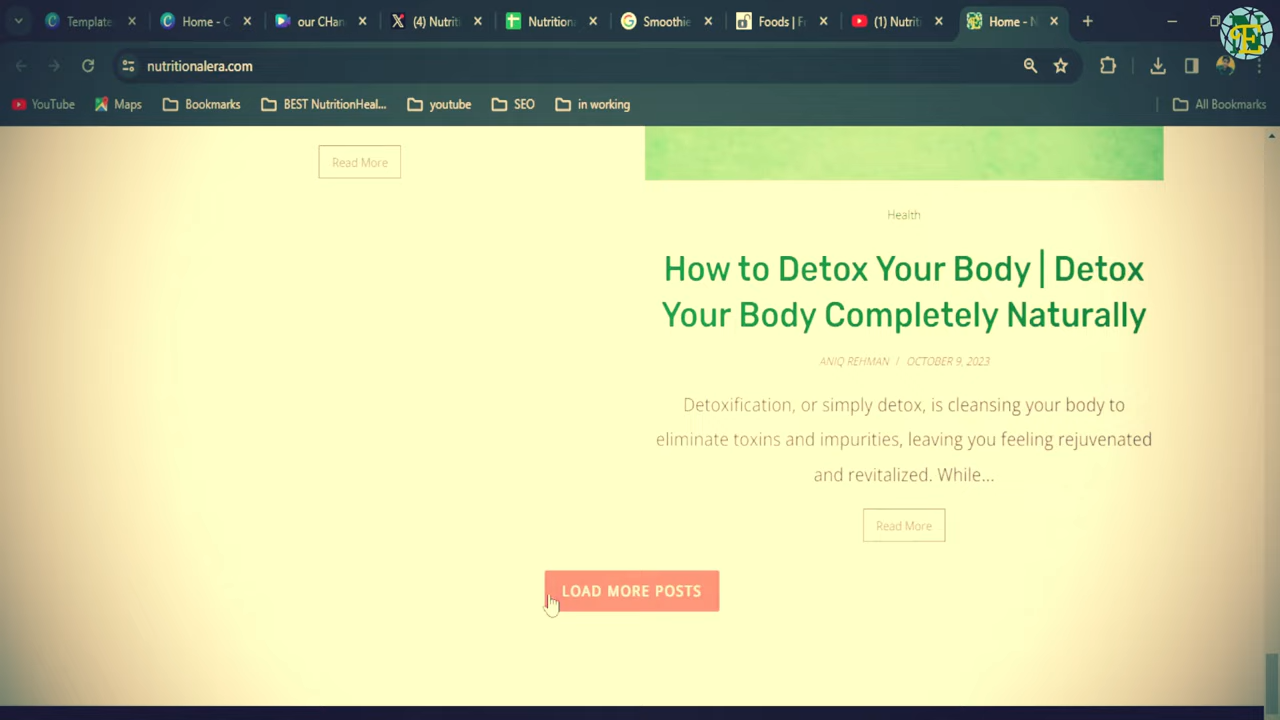 Template
Home - C
our CHan
(4) Nutriti
Nutritiona
Smoothie
Foods | F
(1) Nutriti
Home - N
nutritionalera.com
YouTube
Maps
Bookmarks
BEST NutritionHeal...
youtube
SEO
in working
All Bookmarks
Read More
Health
How to Detox Your Body | Detox
Your Body Completely Naturally
ANIQ REHMAN / OCTOBER 9, 2023
Detoxification, or simply detox, is cleansing your body to
eliminate toxins and impurities, leaving you feeling rejuvenated
and revitalized. While...
Read More
LOAD MORE POSTS